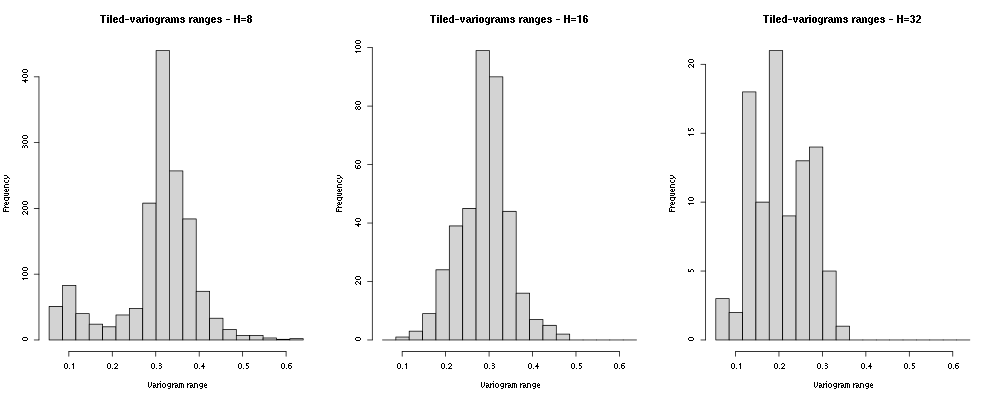 Tiled-variograms ranges - H=8
Frequency
400
300
200
100
0
0.1 0.2 0.3 0.4 0.5 0.6
Variogram range
Tiled-variograms ranges - H=16
Frequency
100
80
60
40
20
0
0.1 0.2 0.3 0.4 0.5 0.6
Variogram range
Tiled-variograms ranges - H=32
Frequency
20
15
10
5
0
0.1 0.2 0.3 0.4 0.5 0.6
Variogram range